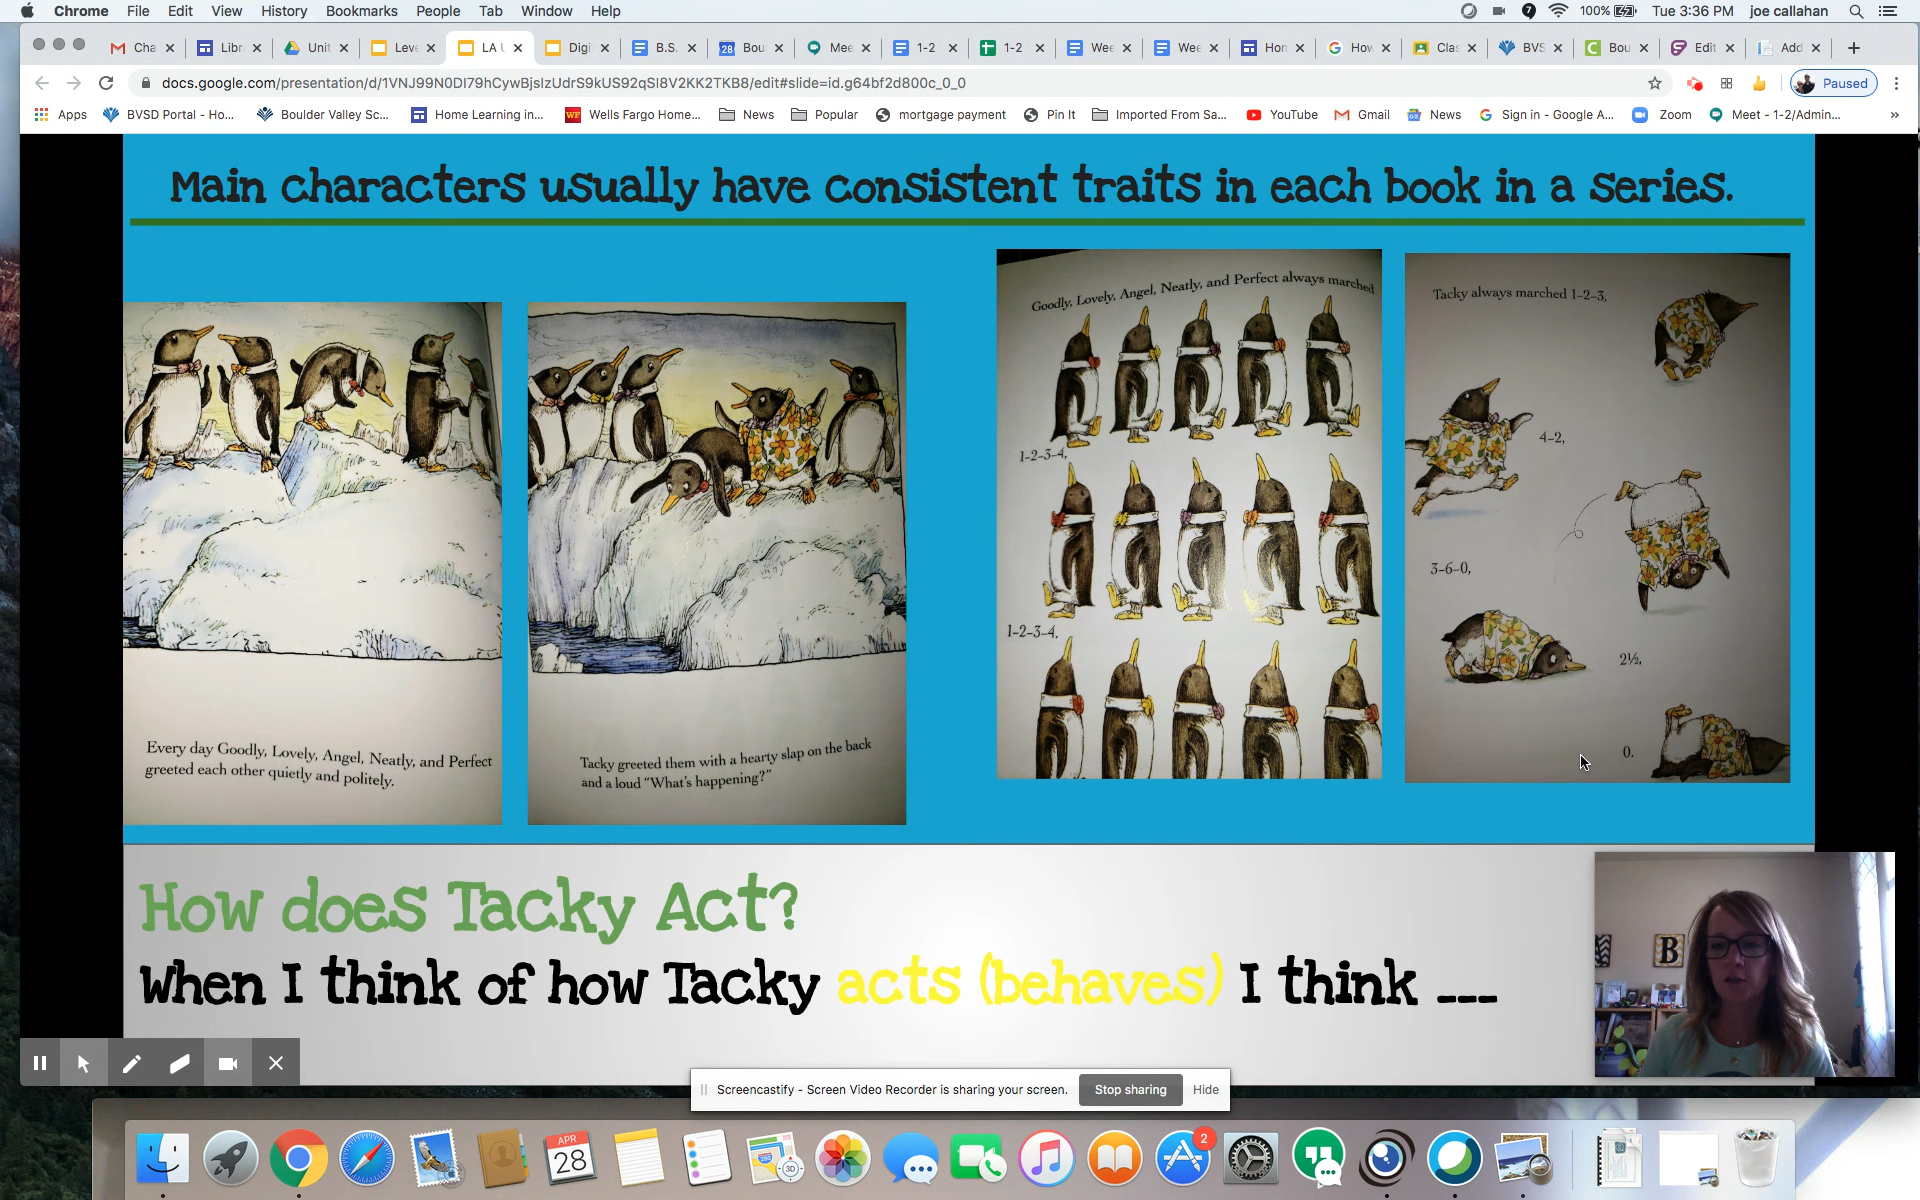 Chrome File Edit View History Bookmarks People Tab Window Help 7 100% Tue 3:36 PM joe callahan
Cha Libr Unit Leve LA U Digi B.S. 28 Bou Mee 1-2 1-2 Wee Wee Hon How Clas BVS Bou Edit Add
docs.google.com/presentation/d/1VNJ99N0DI79hCywBjsIzUdrS9kUS92qSI8V2KK2TKB8/edit#slide=id.g64bf2d800c_0_0 Paused
Apps BVSD Portal - Ho... Boulder Valley Sc... Home Learning in... WF Wells Fargo Home... News Popular mortgage payment Pin It Imported From Sa... YouTube Gmail News Sign in - Google A... Zoom Meet - 1-2/Admin... »
Main characters usually have consistent traits in each book in a series.
Every day Goodly, Lovely, Angel, Neatly, and Perfect
greeted each other quietly and politely.
Tacky greeted them with a hearty slap on the back
and a loud "What's happening?"
Goodly, Lovely, Angel, Neatly, and Perfect always marched
1-2-3-4,
1-2-3-4.
Tacky always marched 1-2-3,
4-2,
3-6-0,
2½,
0.
How does Tacky Act?
When I think of how Tacky acts (behaves) I think ___
B
Screencastify - Screen Video Recorder is sharing your screen. Stop sharing Hide
APR
28
3D
2